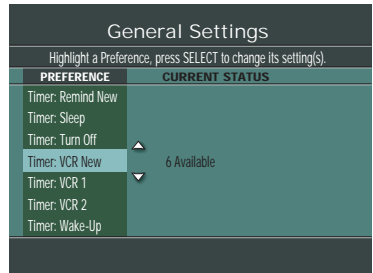 General Settings
Highlight a Preference, press SELECT to change its setting(s).
PREFERENCE CURRENT STATUS
Timer: Remind New
Timer: Sleep
Timer: Turn Off
Timer: VCR New 6 Available
Timer: VCR 1
Timer: VCR 2
Timer: Wake-Up